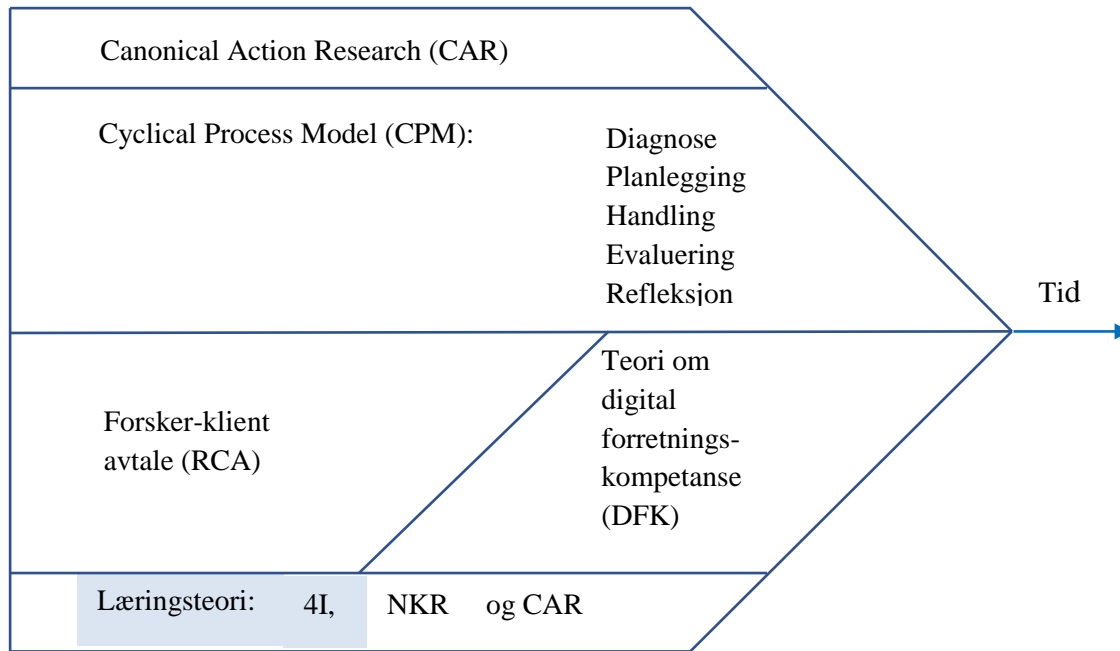 Canonical Action Research (CAR)
Cyclical Process Model (CPM):
Diagnose
Planlegging
Handling
Evaluering
Refleksjon
Tid
Forsker-klient
avtale (RCA)
Teori om
digital
forretnings-
kompetanse
(DFK)
Læringsteori: 4I, NKR og CAR